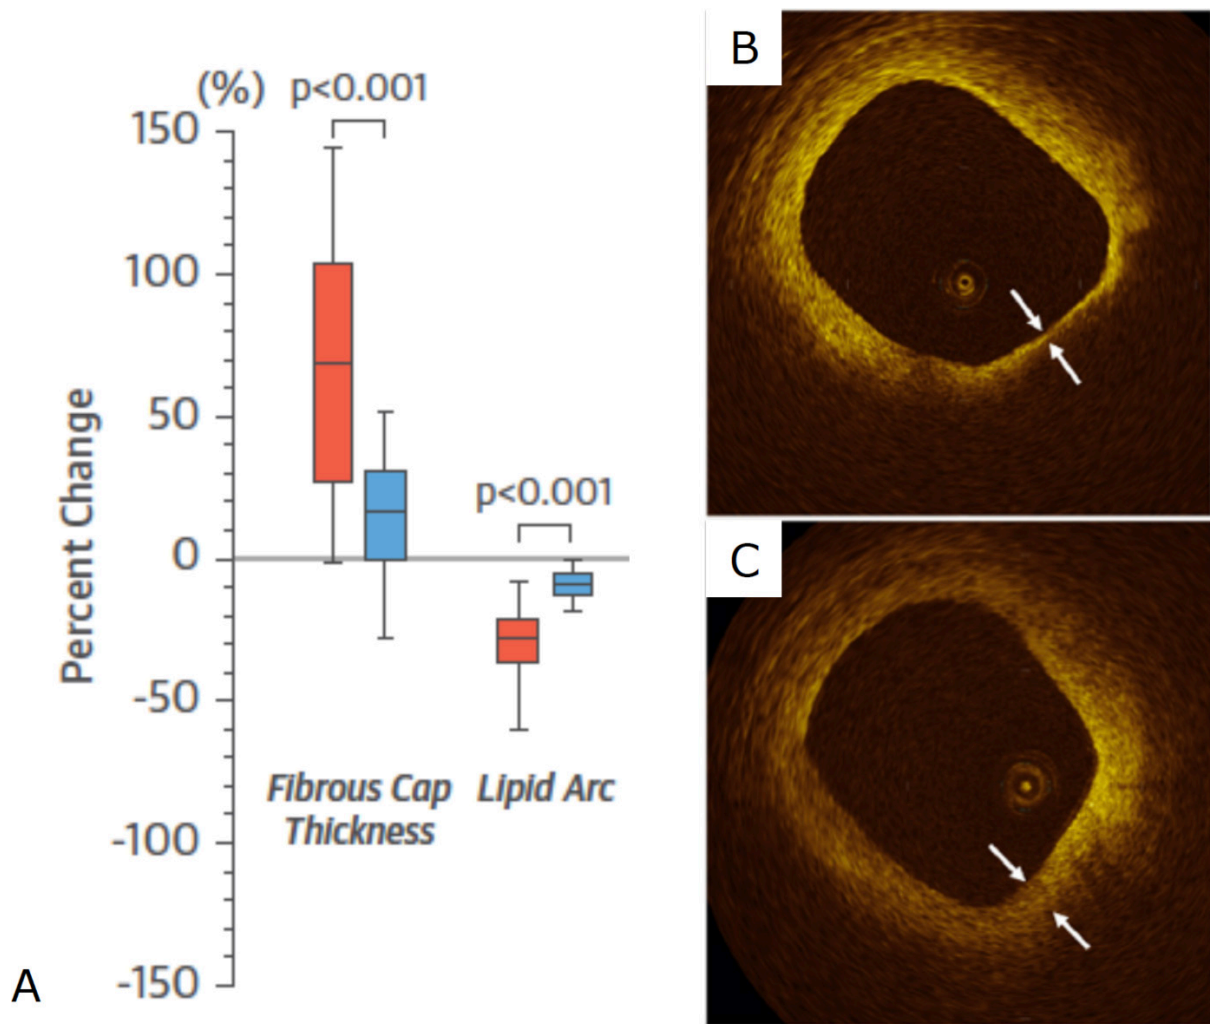 (%)
p<0.001
150
100
50
0
-50
-100
-150
Percent Change
p<0.001
Fibrous Cap
Thickness
Lipid Arc
A
B
C